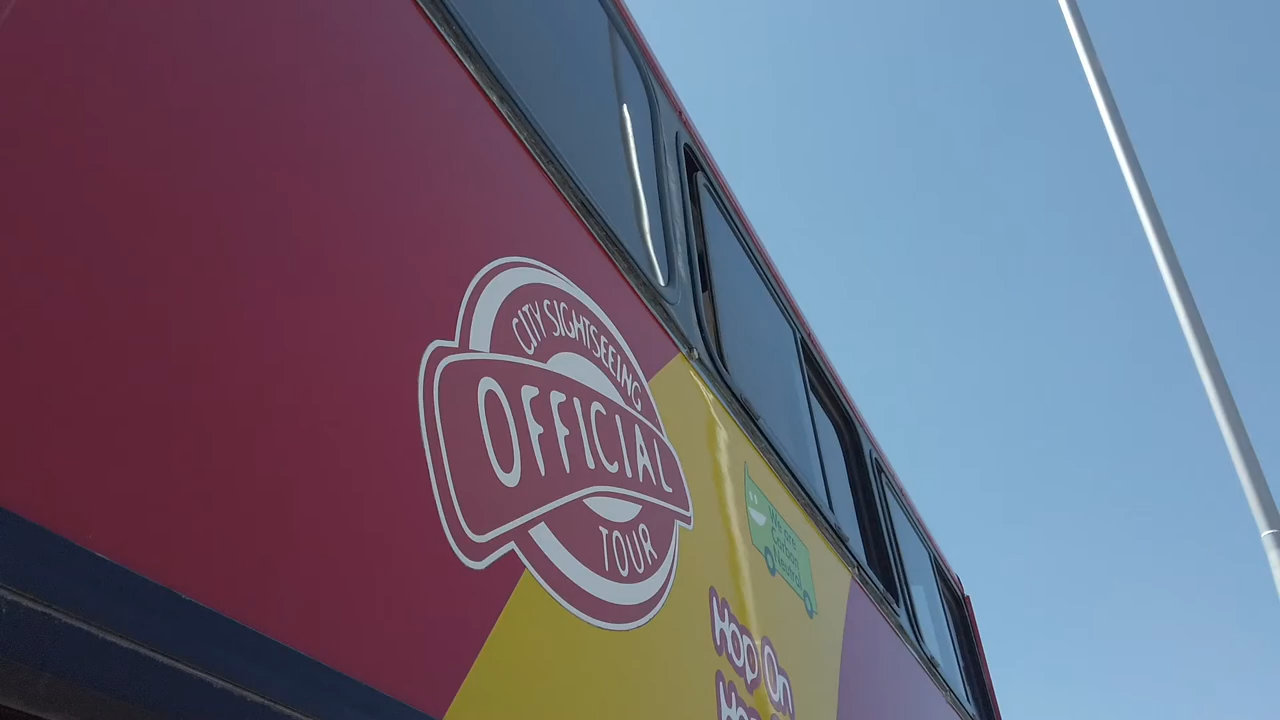 CITY SIGHTSEEING
OFFICIAL
TOUR
We are
Carbon
Neutral
Hop On